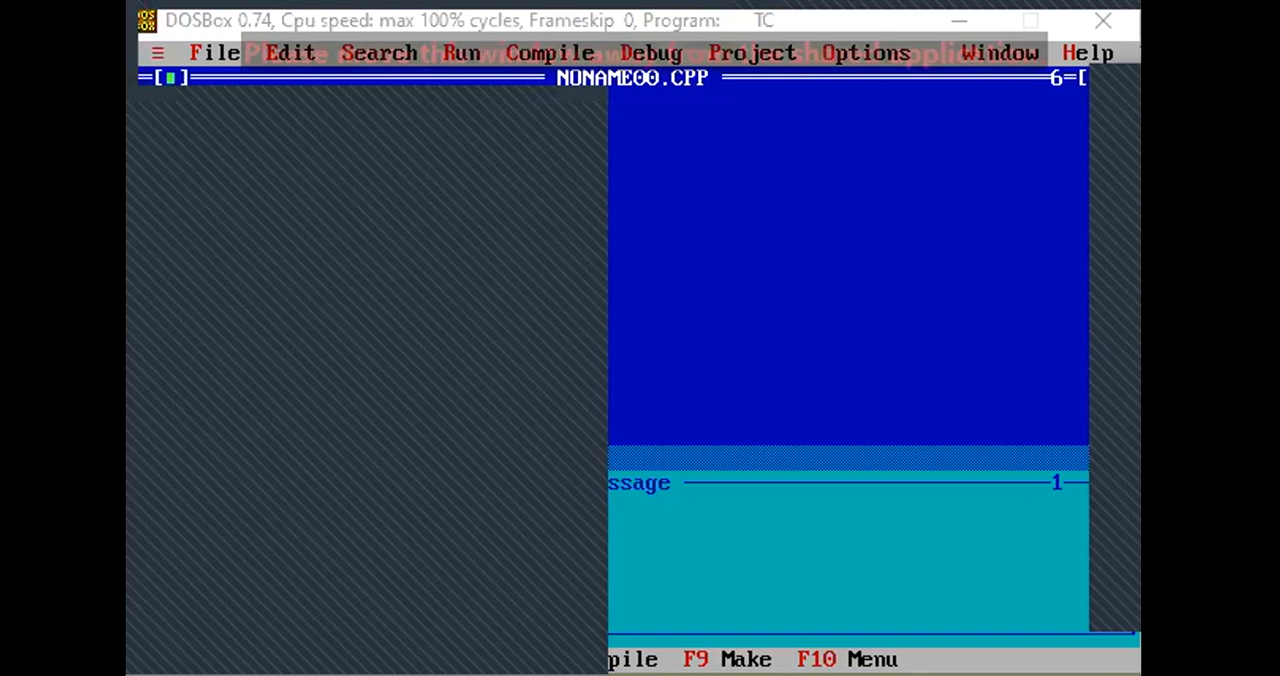 DOSBox 0.74, Cpu speed: max 100% cycles, Frameskip 0, Program: TC
≡ File Edit Search Run Compile Debug Project Options Window Help
[■] NONAME00.CPP 6=[
ssage 1
pile F9 Make F10 Menu